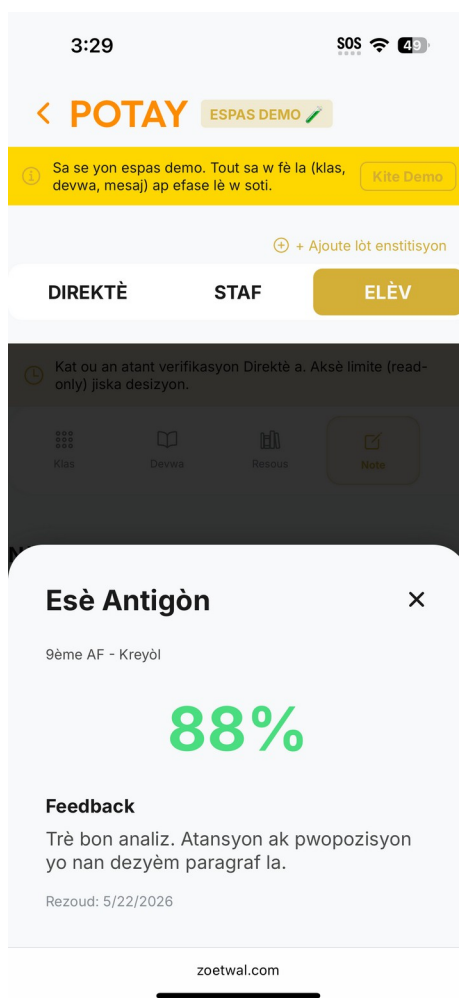 3:29
SOS
49
POTAY
ESPAS DEMO
Sa se yon espas demo. Tout sa w fè la (klas,
devwa, mesaj) ap efase lè w soti.
Kite Demo
+ Ajoute lòt enstitisyon
DIREKTÈ
STAF
ELÈV
Kat ou an atant verifikasyon Direktè a. Aksè limite (read-
only) jiska desizyon.
Klas
Devwa
Resous
Note
Esè Antigòn
9ème AF - Kreyòl
88%
Feedback
Trè bon analiz. Atansyon ak pwopozisyon
yo nan dezyèm paragraf la.
Rezoud: 5/22/2026
zoetwal.com